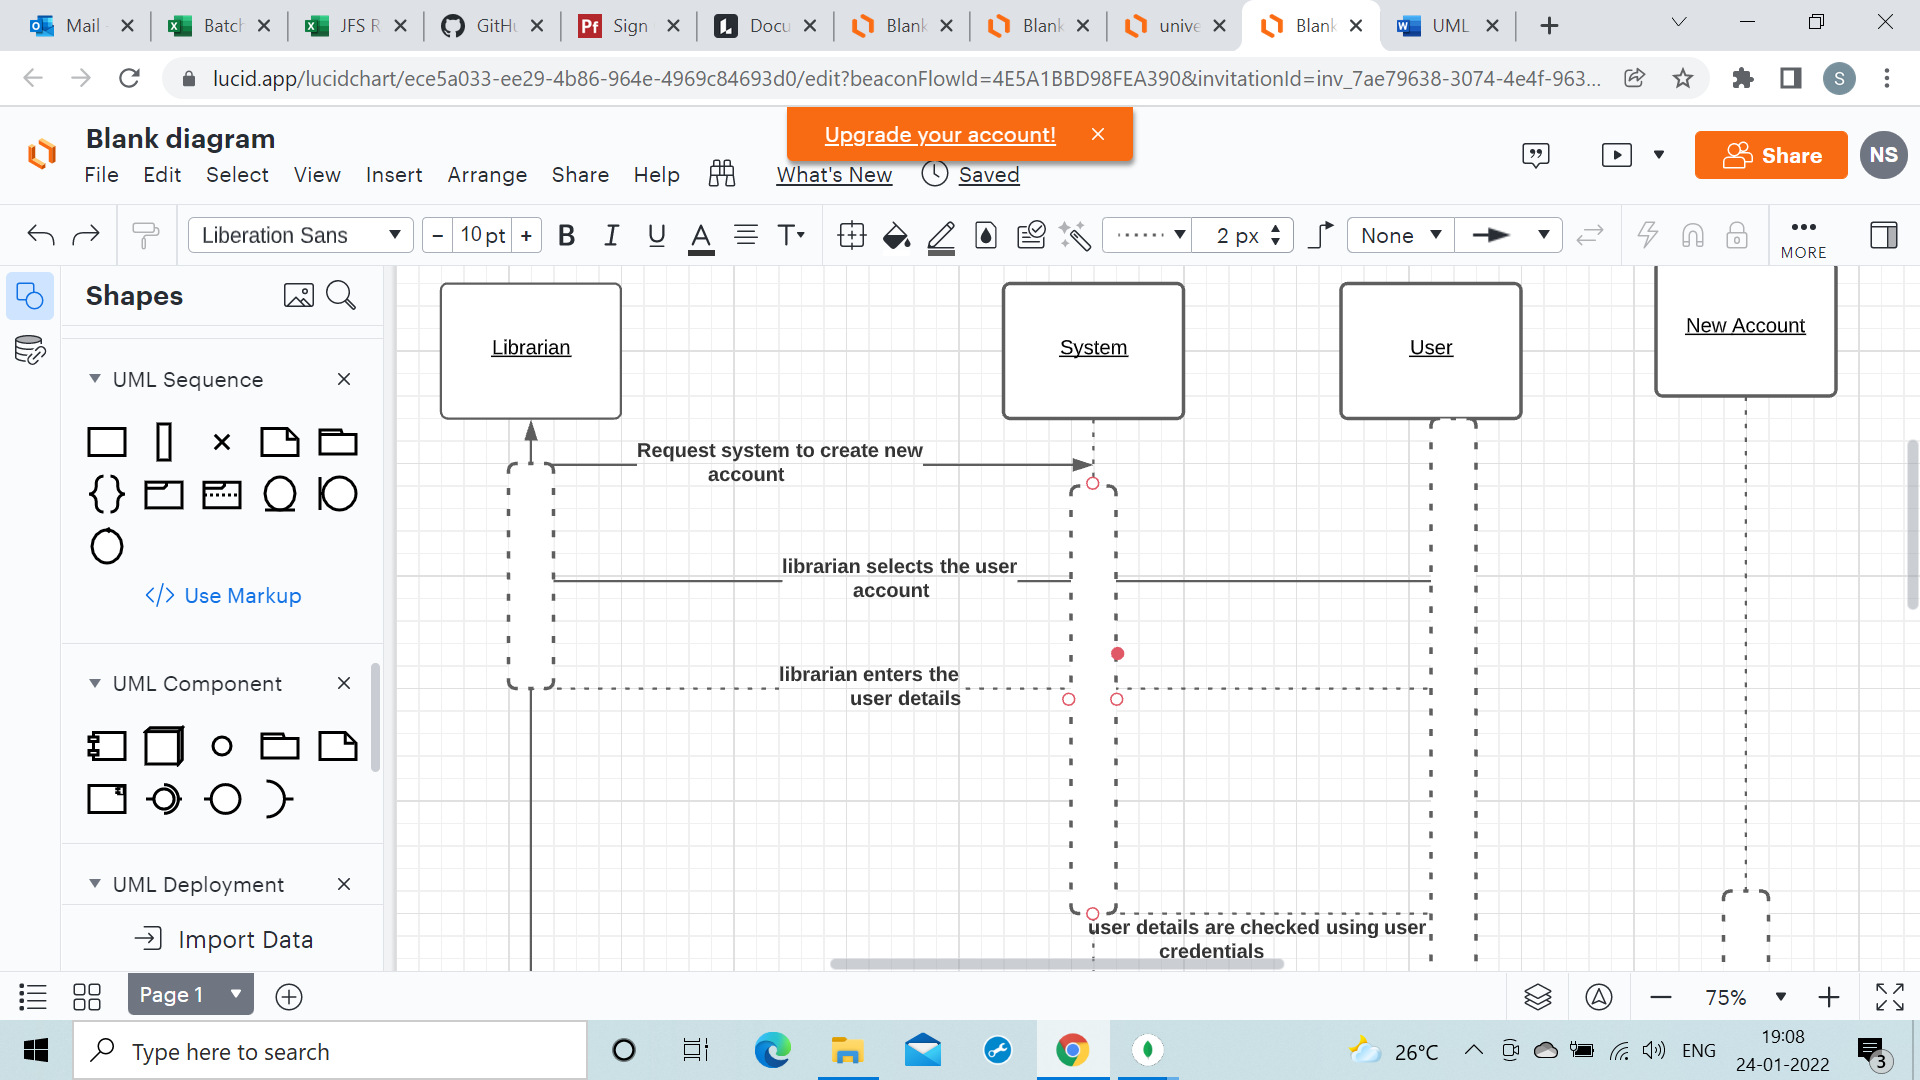 Mail
Batch
JFS R
GitHu
Sign
Docu
Blank
Blank
unive
Blank
UML
lucid.app/lucidchart/ece5a033-ee29-4b86-964e-4969c84693d0/edit?beaconFlowId=4E5A1BBD98FEA390&invitationId=inv_7ae79638-3074-4e4f-963...
S
Upgrade your account!
Blank diagram
File Edit Select View Insert Arrange Share Help What's New Saved
Share
NS
Liberation Sans
10 pt
B I U A T
2 px
None
MORE
Shapes
UML Sequence
Use Markup
UML Component
UML Deployment
Import Data
Librarian
System
User
New Account
Request system to create new
account
librarian selects the user
account
librarian enters the
user details
user details are checked using user
credentials
Page 1
75%
Type here to search
26°C
ENG
19:08
24-01-2022
3